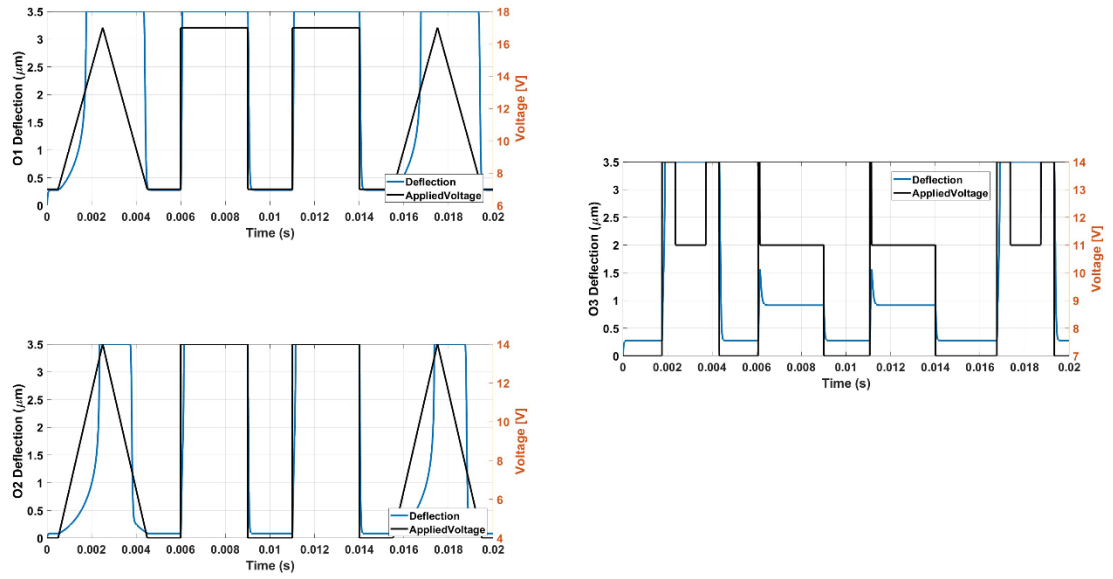 O1 Deflection (μm)
3.5
3
2.5
2
1.5
1
0.5
0
18
16
14
12
10
8
6
Voltage [V]
Deflection
AppliedVoltage
0 0.002 0.004 0.006 0.008 0.01 0.012 0.014 0.016 0.018 0.02
Time (s)
O2 Deflection (μm)
3.5
3
2.5
2
1.5
1
0.5
0
14
12
10
8
6
4
Voltage [V]
Deflection
AppliedVoltage
0 0.002 0.004 0.006 0.008 0.01 0.012 0.014 0.016 0.018 0.02
Time (s)
O3 Deflection (μm)
3.5
3
2.5
2
1.5
1
0.5
0
14
13
12
11
10
9
8
7
Voltage [V]
Deflection
AppliedVoltage
0 0.002 0.004 0.006 0.008 0.01 0.012 0.014 0.016 0.018 0.02
Time (s)